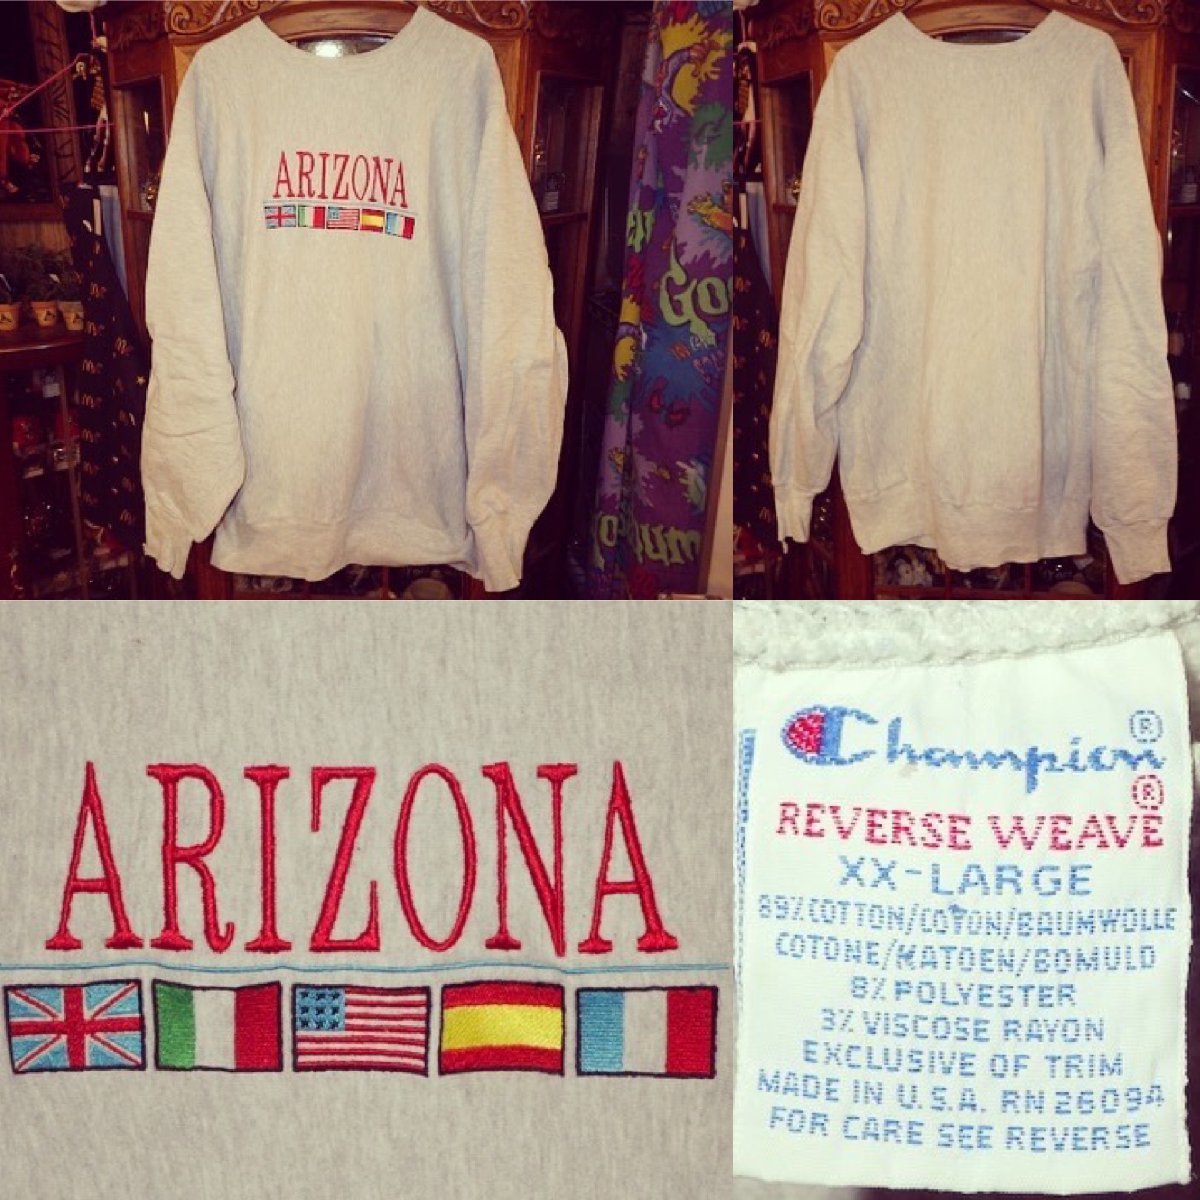 ARIZONA
Goo
ARIZONA
Champion®
REVERSE WEAVE®
XX-LARGE
89% COTTON/COTON/BAUMWOLLE
COTONE/KATOEN/BOMULD
8% POLYESTER
3% VISCOSE RAYON
EXCLUSIVE OF TRIM
MADE IN U.S.A. RN 26094
FOR CARE SEE REVERSE